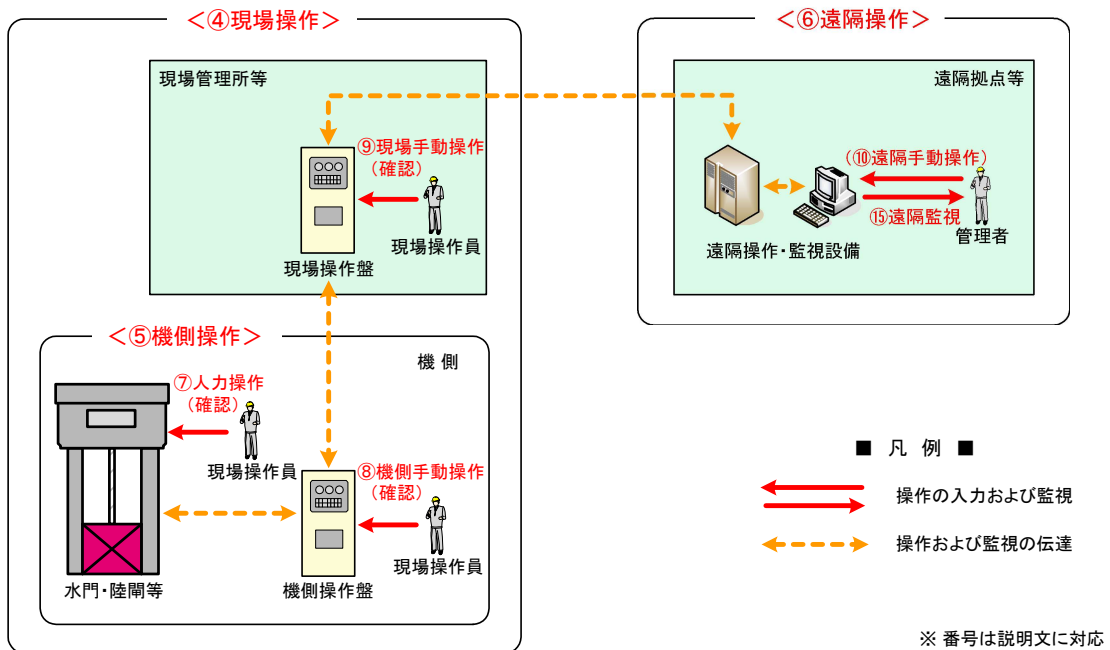 ＜④現場操作＞
現場管理所等
⑨現場手動操作
（確認）
現場操作員
現場操作盤
＜⑤機側操作＞
機 側
⑦人力操作
（確認）
現場操作員
⑧機側手動操作
（確認）
現場操作員
水門・陸閘等
機側操作盤
＜⑥遠隔操作＞
遠隔拠点等
（⑩遠隔手動操作）
⑮遠隔監視
管理者
遠隔操作・監視設備
■ 凡 例 ■
操作の入力および監視
操作および監視の伝達
※ 番号は説明文に対応